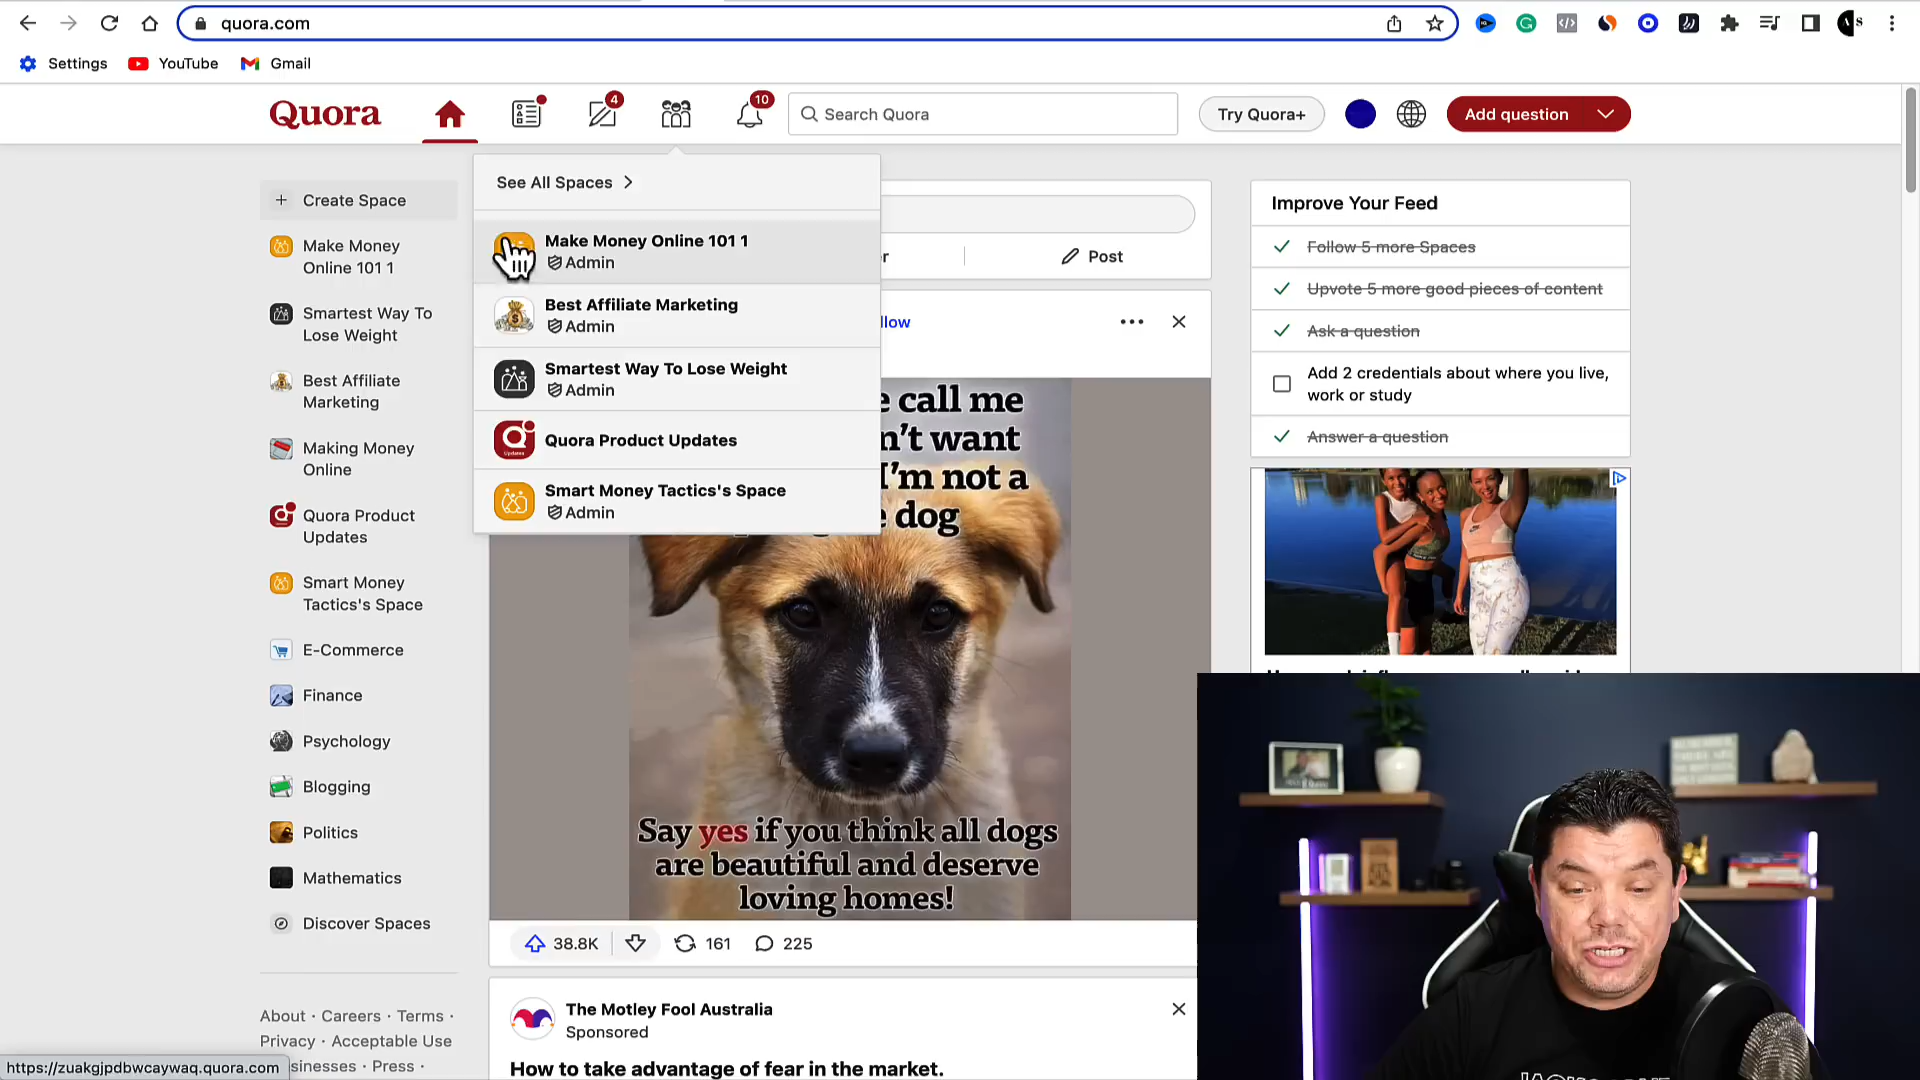 quora.com
Settings
YouTube
Gmail
Quora
4
10
Search Quora
Try Quora+
Add question
See All Spaces
Make Money Online 101 1
Admin
Best Affiliate Marketing
Admin
Smartest Way To Lose Weight
Admin
Quora Product Updates
Smart Money Tactics's Space
Admin
Create Space
Make Money
Online 101 1
Smartest Way To
Lose Weight
Best Affiliate
Marketing
Making Money
Online
Quora Product
Updates
Smart Money
Tactics's Space
E-Commerce
Finance
Psychology
Blogging
Politics
Mathematics
Discover Spaces
About · Careers · Terms ·
Privacy · Acceptable Use
Press ·
https://zuakgjpdbwcaywaq.quora.com
Post
call me
want
I'm not a
dog
Say yes if you think all dogs
are beautiful and deserve
loving homes!
38.8K
161
225
The Motley Fool Australia
Sponsored
How to take advantage of fear in the market.
Improve Your Feed
Follow 5 more Spaces
Upvote 5 more good pieces of content
Ask a question
Add 2 credentials about where you live,
work or study
Answer a question